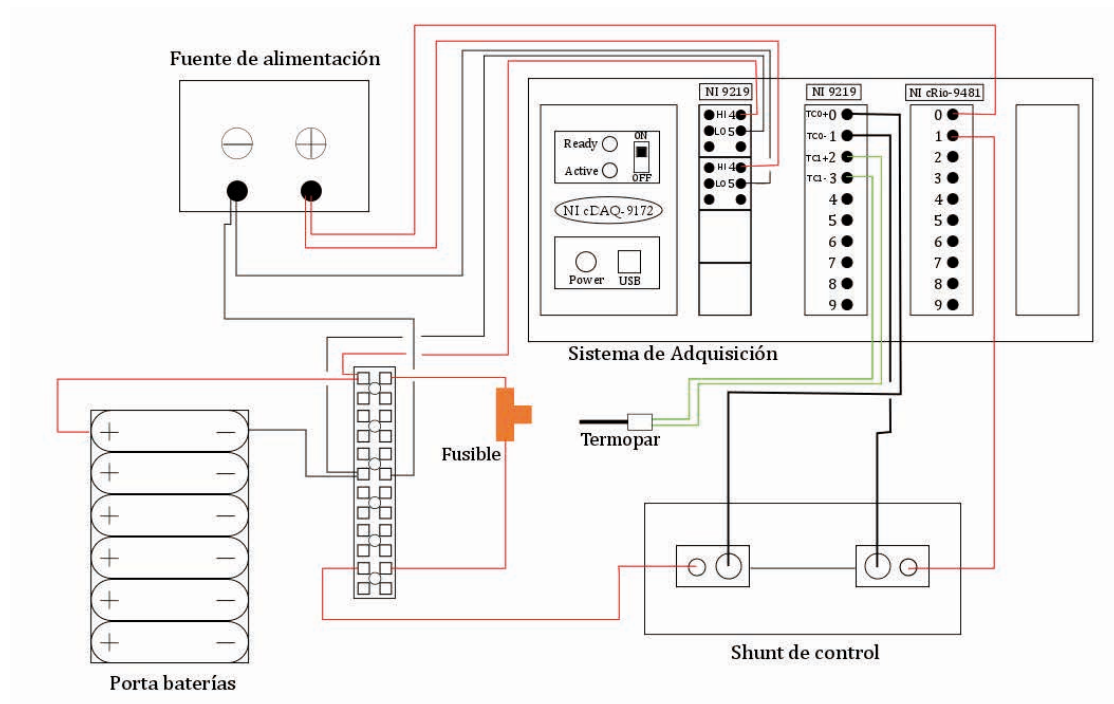 Fuente de alimentación
NI 9219
NI 9219
NI cRio-9481
HI 4
LO 5
HI 4
LO 5
TC0+0
TC0-1
TC1+2
TC1-3
4
5
6
7
8
9
0
1
2
3
4
5
6
7
8
9
Ready
Active
ON
OFF
NI cDAQ-9172
Power
USB
Sistema de Adquisición
Fusible
Termopar
+ −
+ −
+ −
+ −
+ −
+ −
Porta baterías
Shunt de control